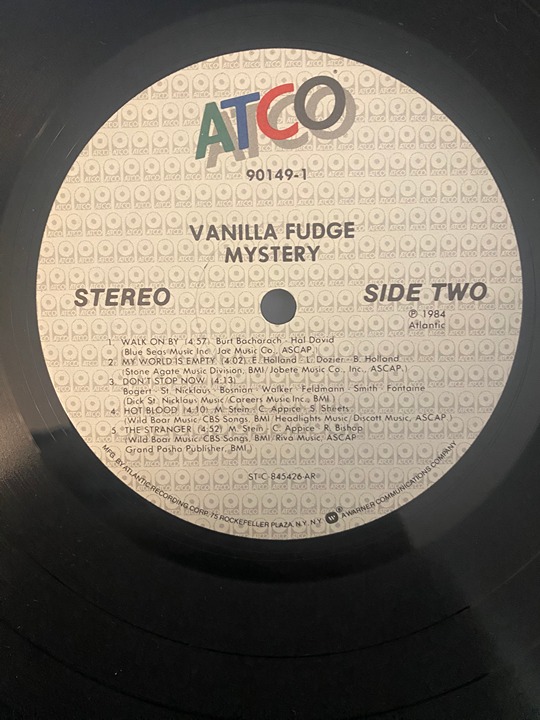 ATCO
90149-1
VANILLA FUDGE
MYSTERY
STEREO
SIDE TWO
℗ 1984
Atlantic
1. WALK ON BY (4:57) Burt Bacharach - Hal David
(Blue Seas Music Inc. Jac Music Co., ASCAP)
2. MY WORLD IS EMPTY (4:02) E. Holland - L. Dozier - B. Holland
(Stone Agate Music Division, BMI/Jobete Music Co., Inc., ASCAP)
3. DON'T STOP NOW (4:13)
Bogert - St. Nicklaus - Bosnian - Walker - Feldmann - Smith - Fontaine
(Dick St. Nicklaus Music/Careers Music Inc., BMI)
4. HOT BLOOD (4:10) M. Stein - C. Appice - S. Sheets
(Wild Boar Music/CBS Songs, BMI/Headlights Music/Discott Music, ASCAP)
5. THE STRANGER (4:52) M. Stein - C. Appice - R. Bishop
(Wild Boar Music/CBS Songs, BMI/Riva Music, ASCAP
Grand Pasha Publisher, BMI)
ST-C-845426-AR
MFG. BY ATLANTIC RECORDING CORP., 75 ROCKEFELLER PLAZA, N.Y., N.Y. ® A WARNER COMMUNICATIONS COMPANY